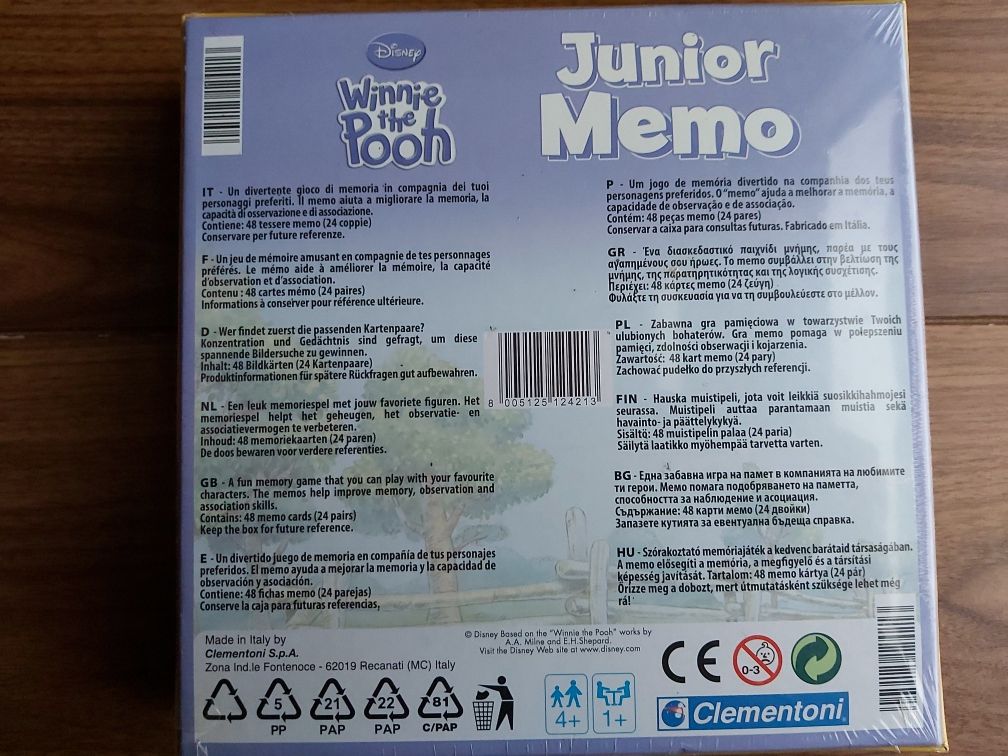 Disney
Winnie
the
Pooh
Junior
Memo
IT - Un divertente gioco di memoria in compagnia dei tuoi
personaggi preferiti. Il memo aiuta a migliorare la memoria, la
capacità di osservazione e di associazione.
Contiene: 48 tessere memo (24 coppie)
Conservare per future referenze.
F - Un jeu de mémoire amusant en compagnie de tes personnages
préférés. Le mémo aide à améliorer la mémoire, la capacité
d'observation et d'association.
Contenu : 48 cartes mémo (24 paires)
Informations à conserver pour référence ultérieure.
D - Wer findet zuerst die passenden Kartenpaare?
Konzentration und Gedächtnis sind gefragt, um diese
spannende Bildersuche zu gewinnen.
Inhalt: 48 Bildkärten (24 Kartenpaare)
Produktinformationen für spätere Rückfragen gut aufbewahren.
NL - Een leuk memoriespel met jouw favoriete figuren. Het
memoriespel helpt het geheugen, het observatie- en
associatievermogen te verbeteren.
Inhoud: 48 memoriekaarten (24 paren)
De doos bewaren voor verdere referenties.
GB - A fun memory game that you can play with your favourite
characters. The memos help improve memory, observation and
association skills.
Contains: 48 memo cards (24 pairs)
Keep the box for future reference.
E - Un divertido juego de memoria en compañía de tus personajes
preferidos. El memo ayuda a mejorar la memoria y la capacidad de
observación y asociación.
Contiene: 48 fichas memo (24 parejas)
Conserve la caja para futuras referencias,
P - Um jogo de memória divertido na companhia dos teus
personagens preferidos. O "memo" ajuda a melhorar a memória, a
capacidade de observação e de associação.
Contém: 48 peças memo (24 pares)
Conservar a caixa para consultas futuras. Fabricado em Itália.
GR - Ένα διασκεδαστικό παιχνίδι μνήμης, παρέα με τους
αγαπημένους σου ήρωες. Το memo συμβάλλει στην βελτίωση της
μνήμης, της παρατηρητικότητας και της λογικής συσχέτισης.
Περιέχει: 48 κάρτες memo (24 ζεύγη)
Φυλάξτε τη συσκευασία για να τη συμβουλεύεστε στο μέλλον.
PL - Zabawna gra pamięciowa w towarzystwie Twoich
ulubionych bohaterów. Gra memo pomaga w polepszeniu
pamięci, zdolności obserwacji i kojarzenia.
Zawartość: 48 kart memo (24 pary)
Zachować pudełko do przyszłych referencji.
FIN - Hauska muistipeli, jota voit leikkiä suosikkihahmojesi
seurassa. Muistipeli auttaa parantamaan muistia sekä
havainto- ja päättelykykyä.
Sisältö: 48 muistipelin palaa (24 paria)
Säilytä laatikko myöhempää tarvetta varten.
BG - Една забавна игра на памет в компанията на любимите
ти герои. Мемо помага подобряването на паметта,
способността за наблюдение и асоциация.
Съдържание: 48 карти мемо (24 двойки)
Запазете кутията за евентуална бъдеща справка.
HU - Szórakoztató memóriajáték a kedvenc barátaid társaságában.
A memo elősegíti a memória, a megfigyelő és a társítási
képesség javítását. Tartalom: 48 memo kártya (24 pár)
Őrizze meg a dobozt, mert útmutatásként szüksége lehet még
rá!
8 005125 124213
Made in Italy by
Clementoni S.p.A.
Zona Ind.le Fontenoce - 62019 Recanati (MC) Italy
© Disney Based on the "Winnie the Pooh" works by
A.A. Milne and E.H.Shepard.
Visit the Disney Web site at www.disney.com
CE
0-3
5
PP
21
PAP
22
PAP
81
C/PAP
4+
1+
Clementoni